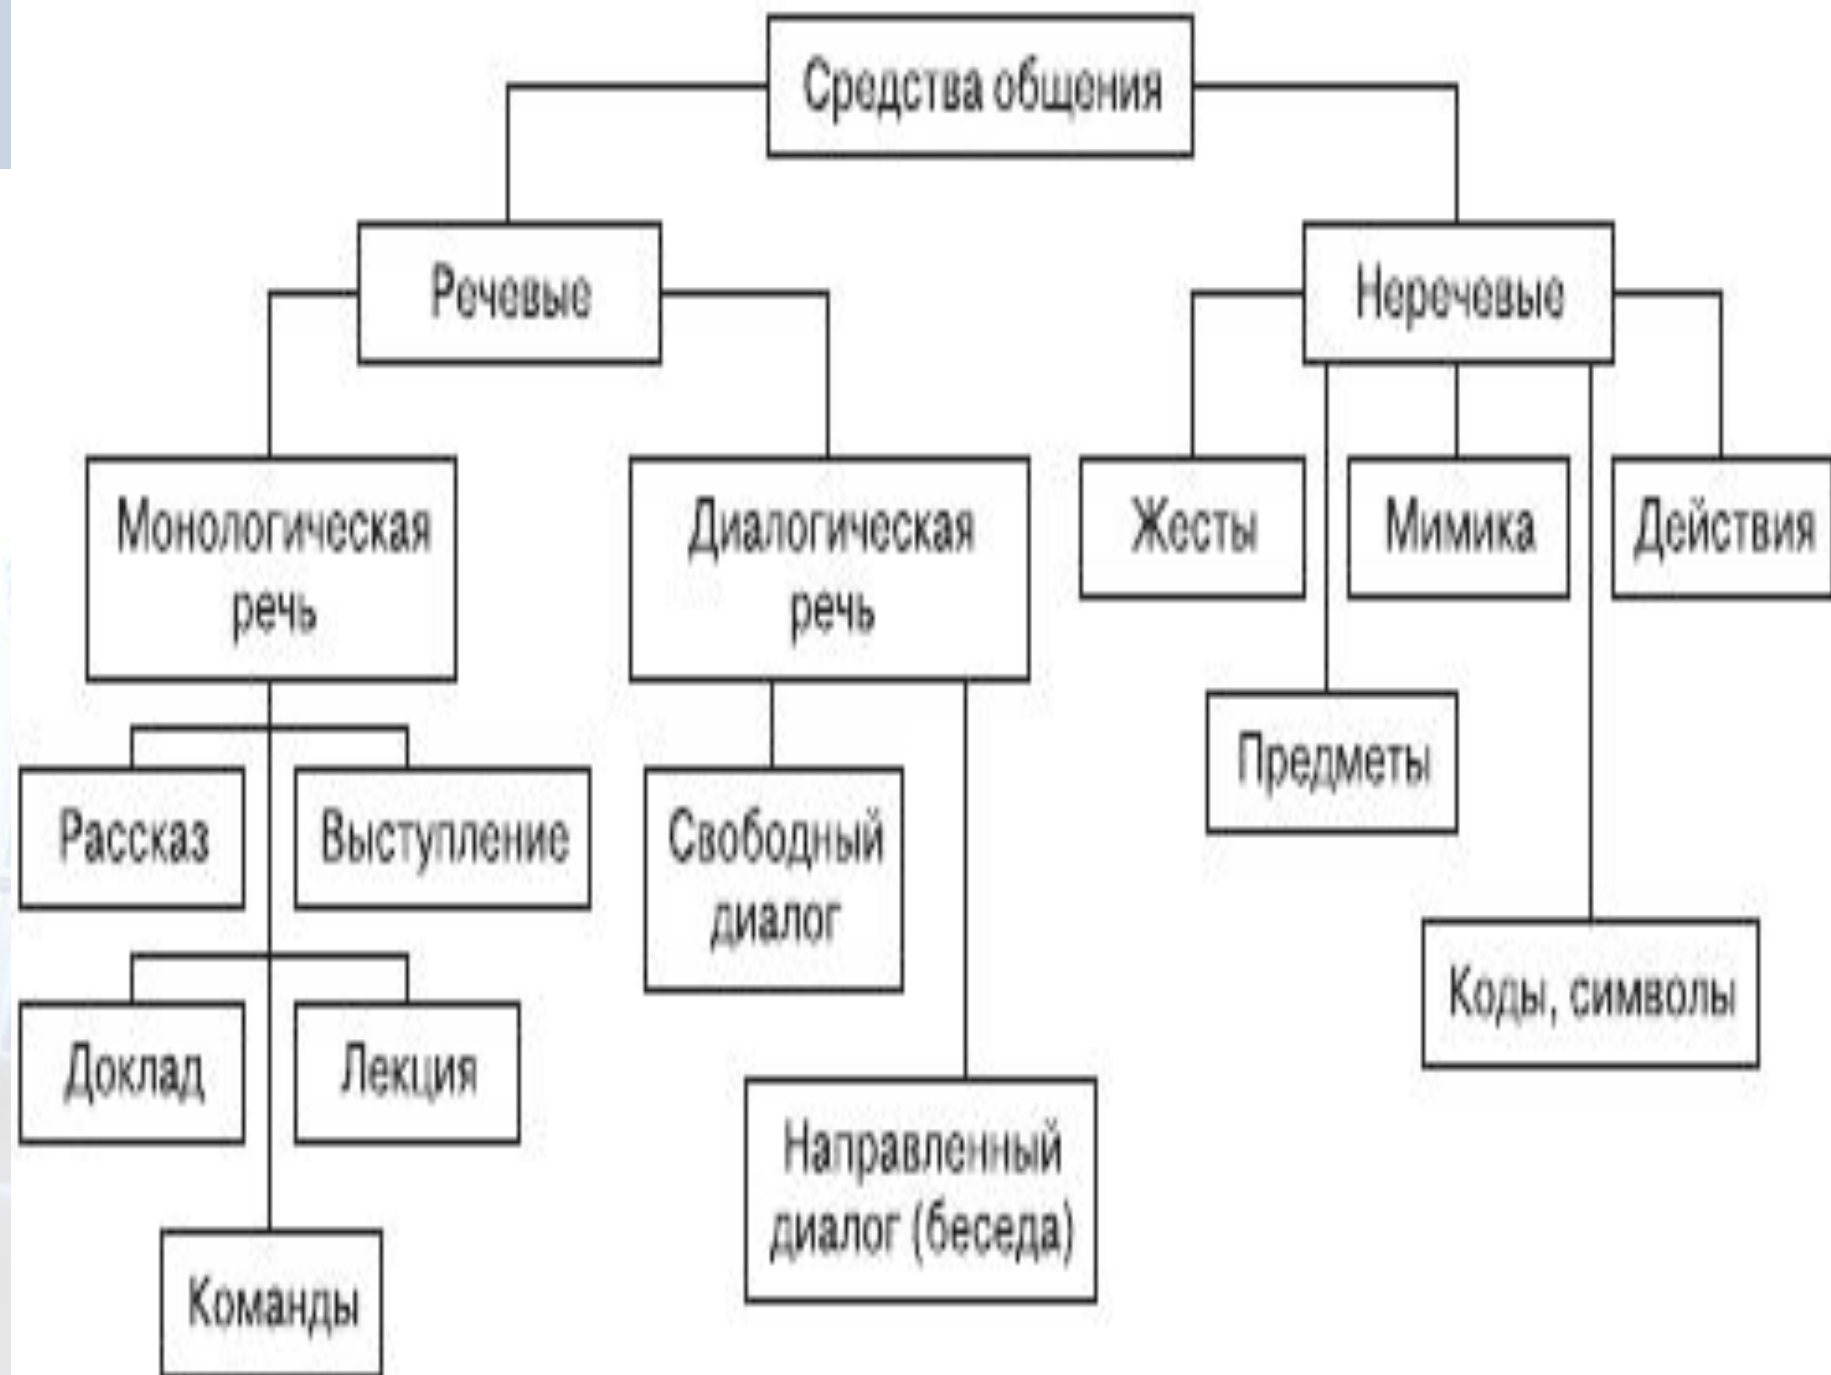 Средства общения
Речевые
Неречевые
Монологическая
речь
Диалогическая
речь
Жесты
Мимика
Действия
Предметы
Рассказ
Выступление
Свободный
диалог
Коды, символы
Доклад
Лекция
Направленный
диалог (беседа)
Команды